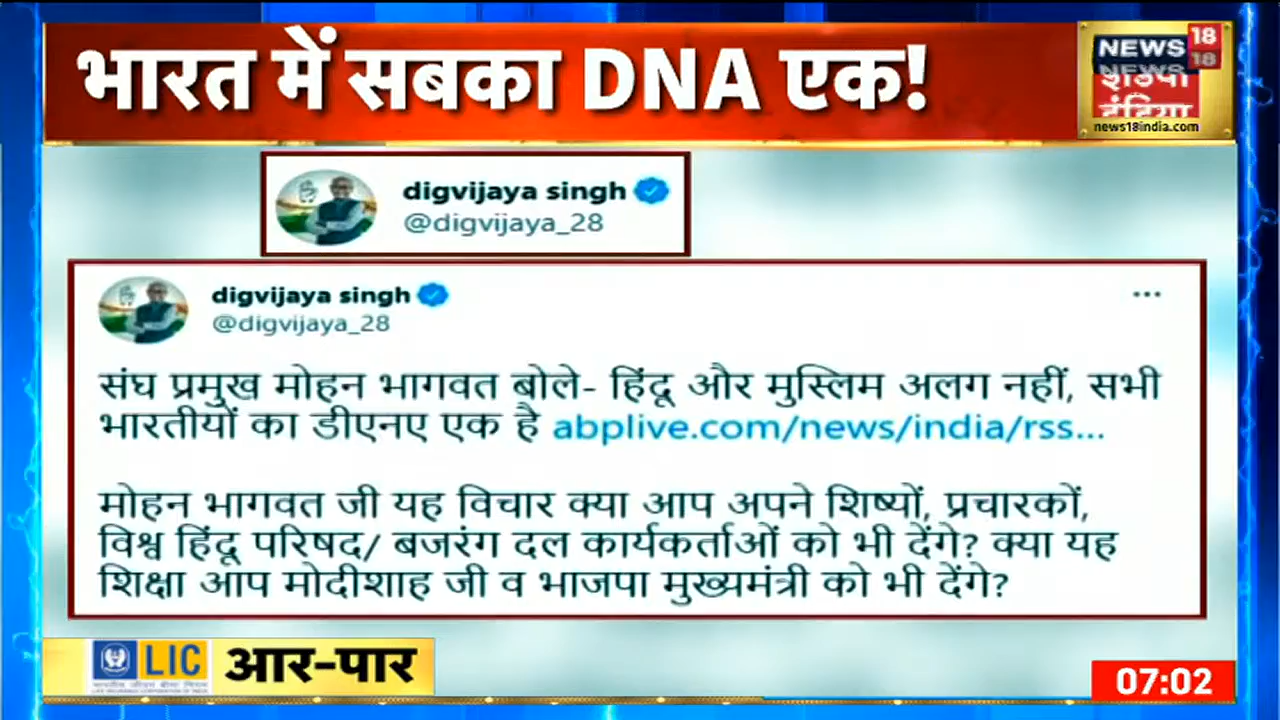 भारत में सबका DNA एक!
NEWS 18
NEWS 18
इंडिया
news18india.com
digvijaya singh
@digvijaya_28
digvijaya singh
@digvijaya_28
संघ प्रमुख मोहन भागवत बोले- हिंदू और मुस्लिम अलग नहीं, सभी
भारतीयों का डीएनए एक है abplive.com/news/india/rss...
मोहन भागवत जी यह विचार क्या आप अपने शिष्यों, प्रचारकों,
विश्व हिंदू परिषद/ बजरंग दल कार्यकर्ताओं को भी देंगे? क्या यह
शिक्षा आप मोदीशाह जी व भाजपा मुख्यमंत्री को भी देंगे?
LIC आर-पार
07:02